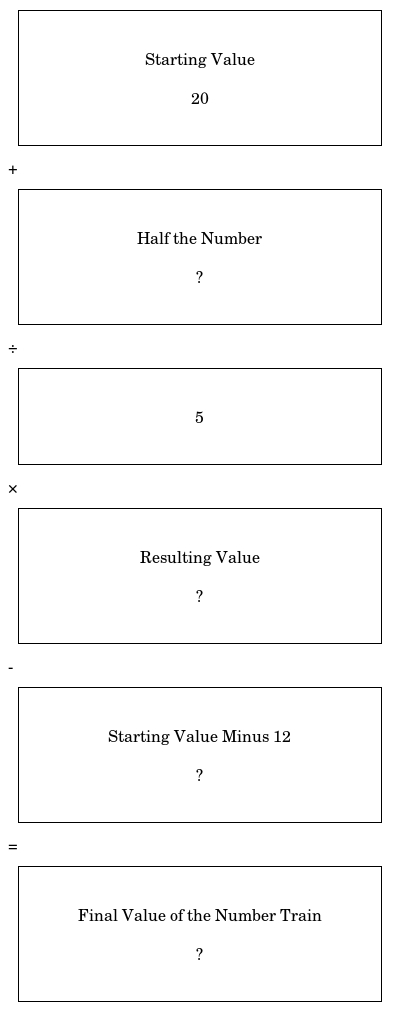 Starting Value
20
+
Half the Number
?
÷
5
×
Resulting Value
?
-
Starting Value Minus 12
?
=
Final Value of the Number Train
?